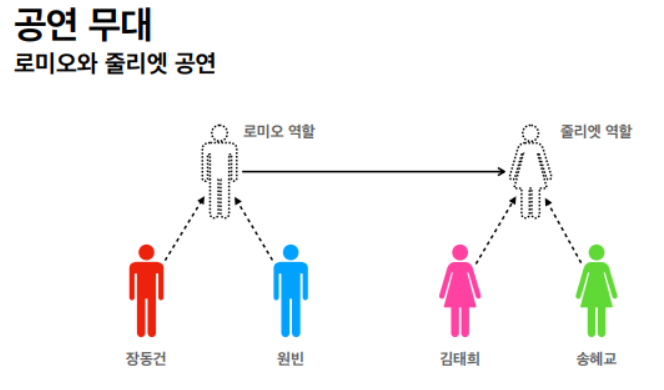 공연 무대
로미오와 줄리엣 공연
로미오 역할
줄리엣 역할
장동건
원빈
김태희
송혜교